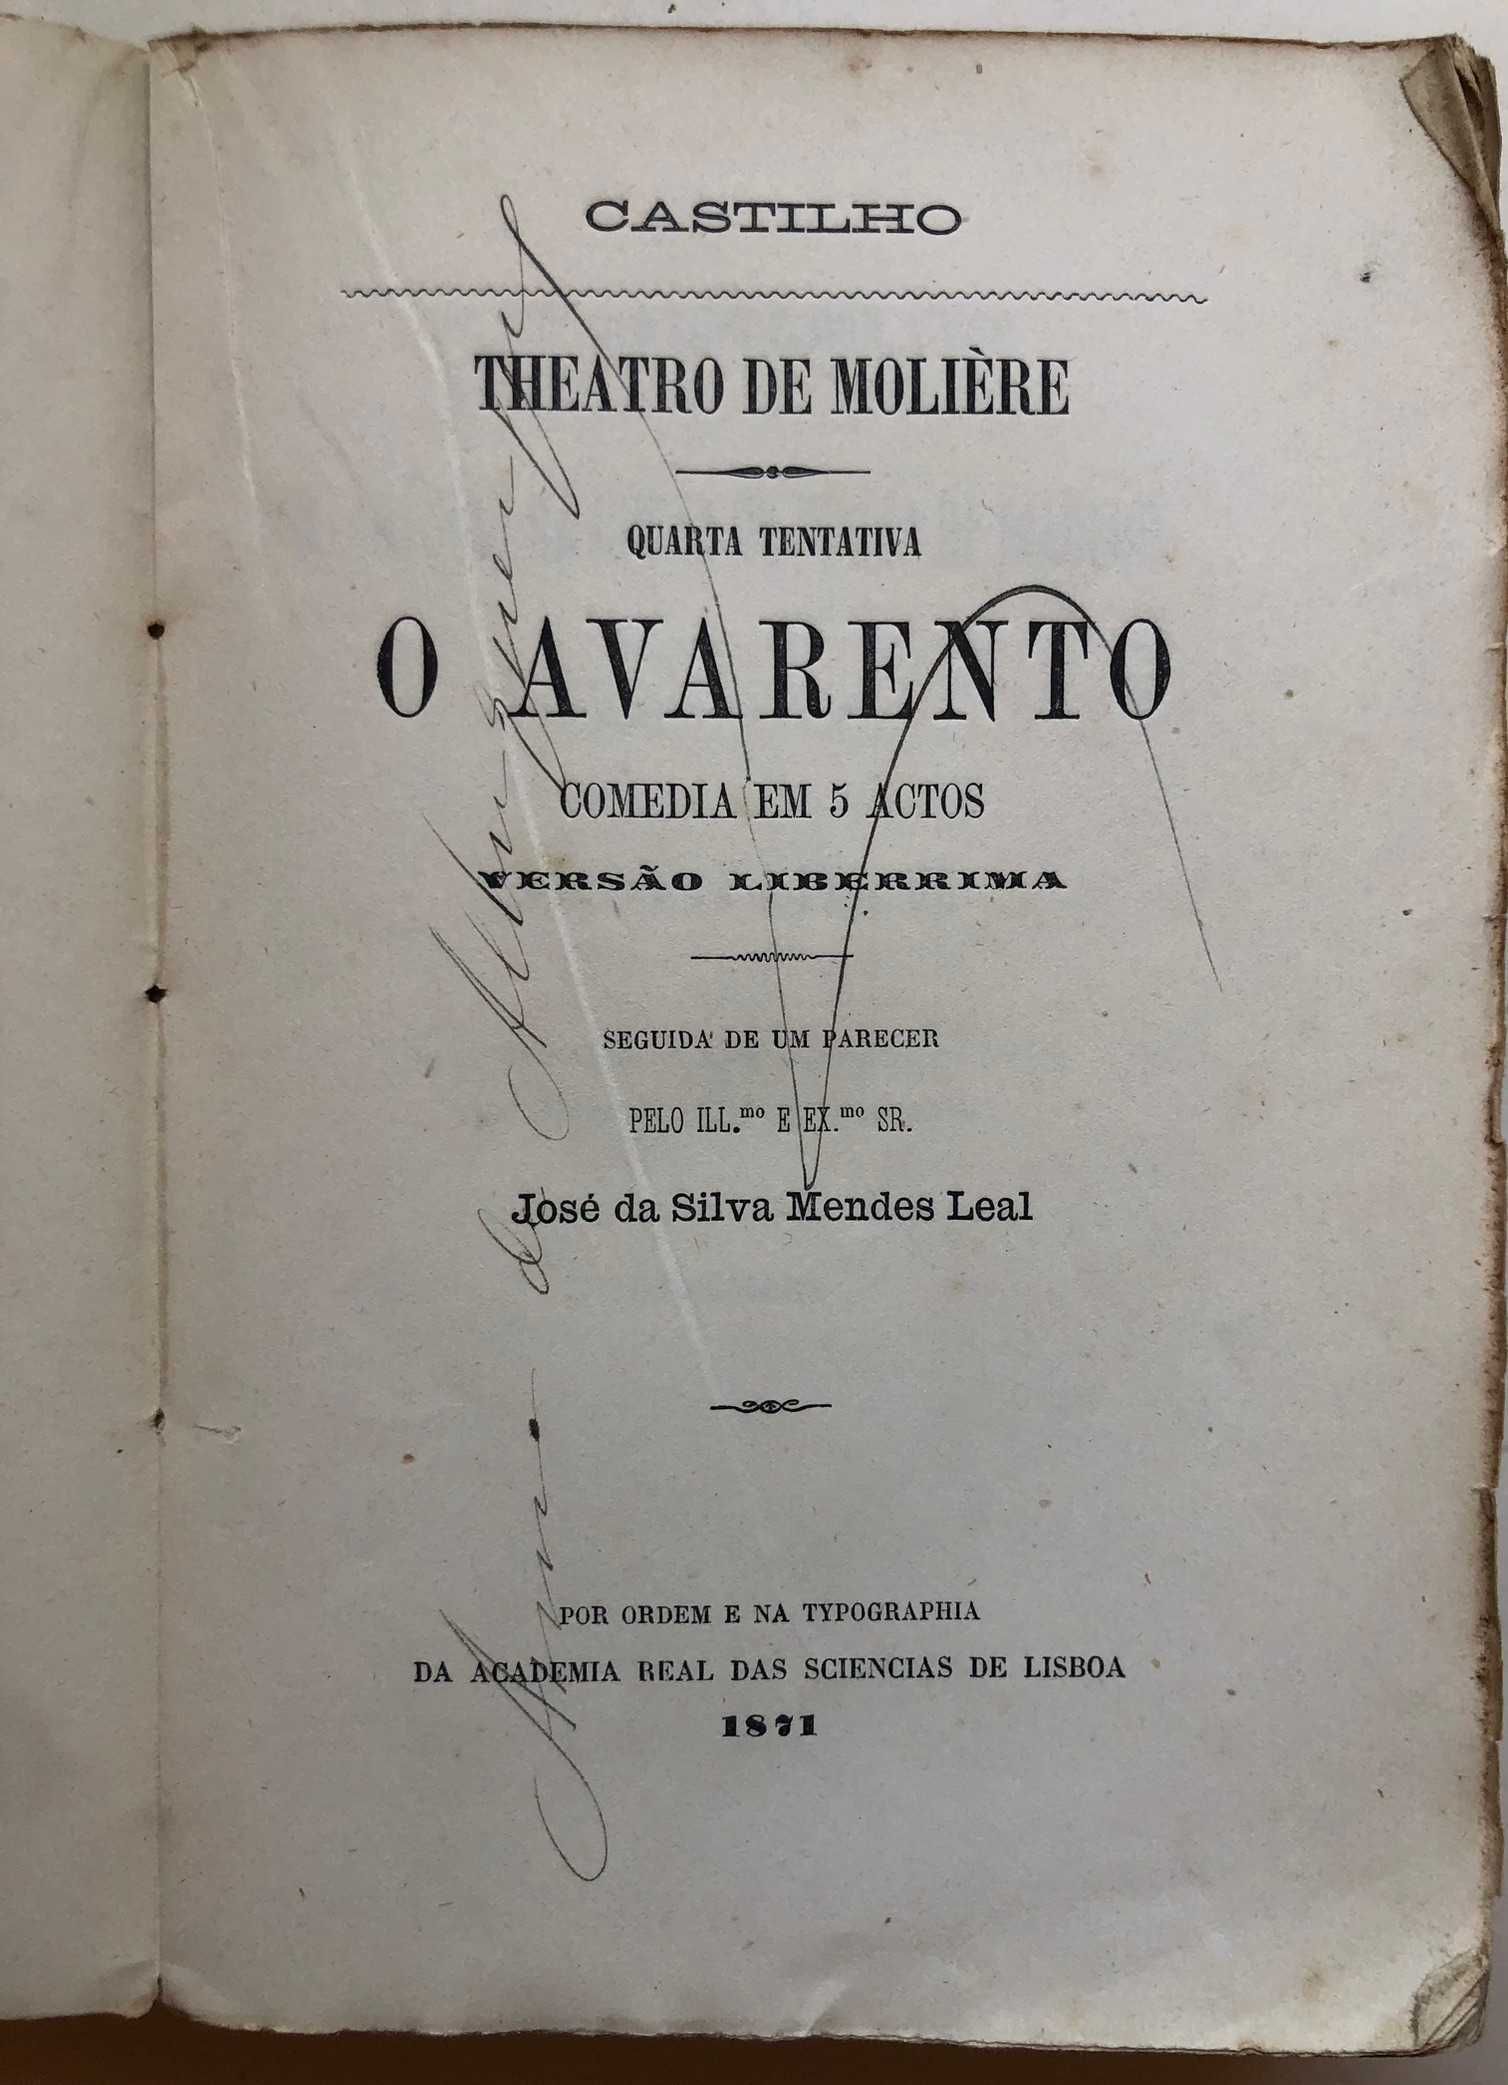 CASTILHO
THEATRO DE MOLIÈRE
QUARTA TENTATIVA
O AVARENTO
COMEDIA EM 5 ACTOS
VERSÃO LIBERRIMA
SEGUIDA DE UM PARECER
PELO ILL.mo E EX.mo SR.
José da Silva Mendes Leal
POR ORDEM E NA TYPOGRAPHIA
DA ACADEMIA REAL DAS SCIENCIAS DE LISBOA
1871
de